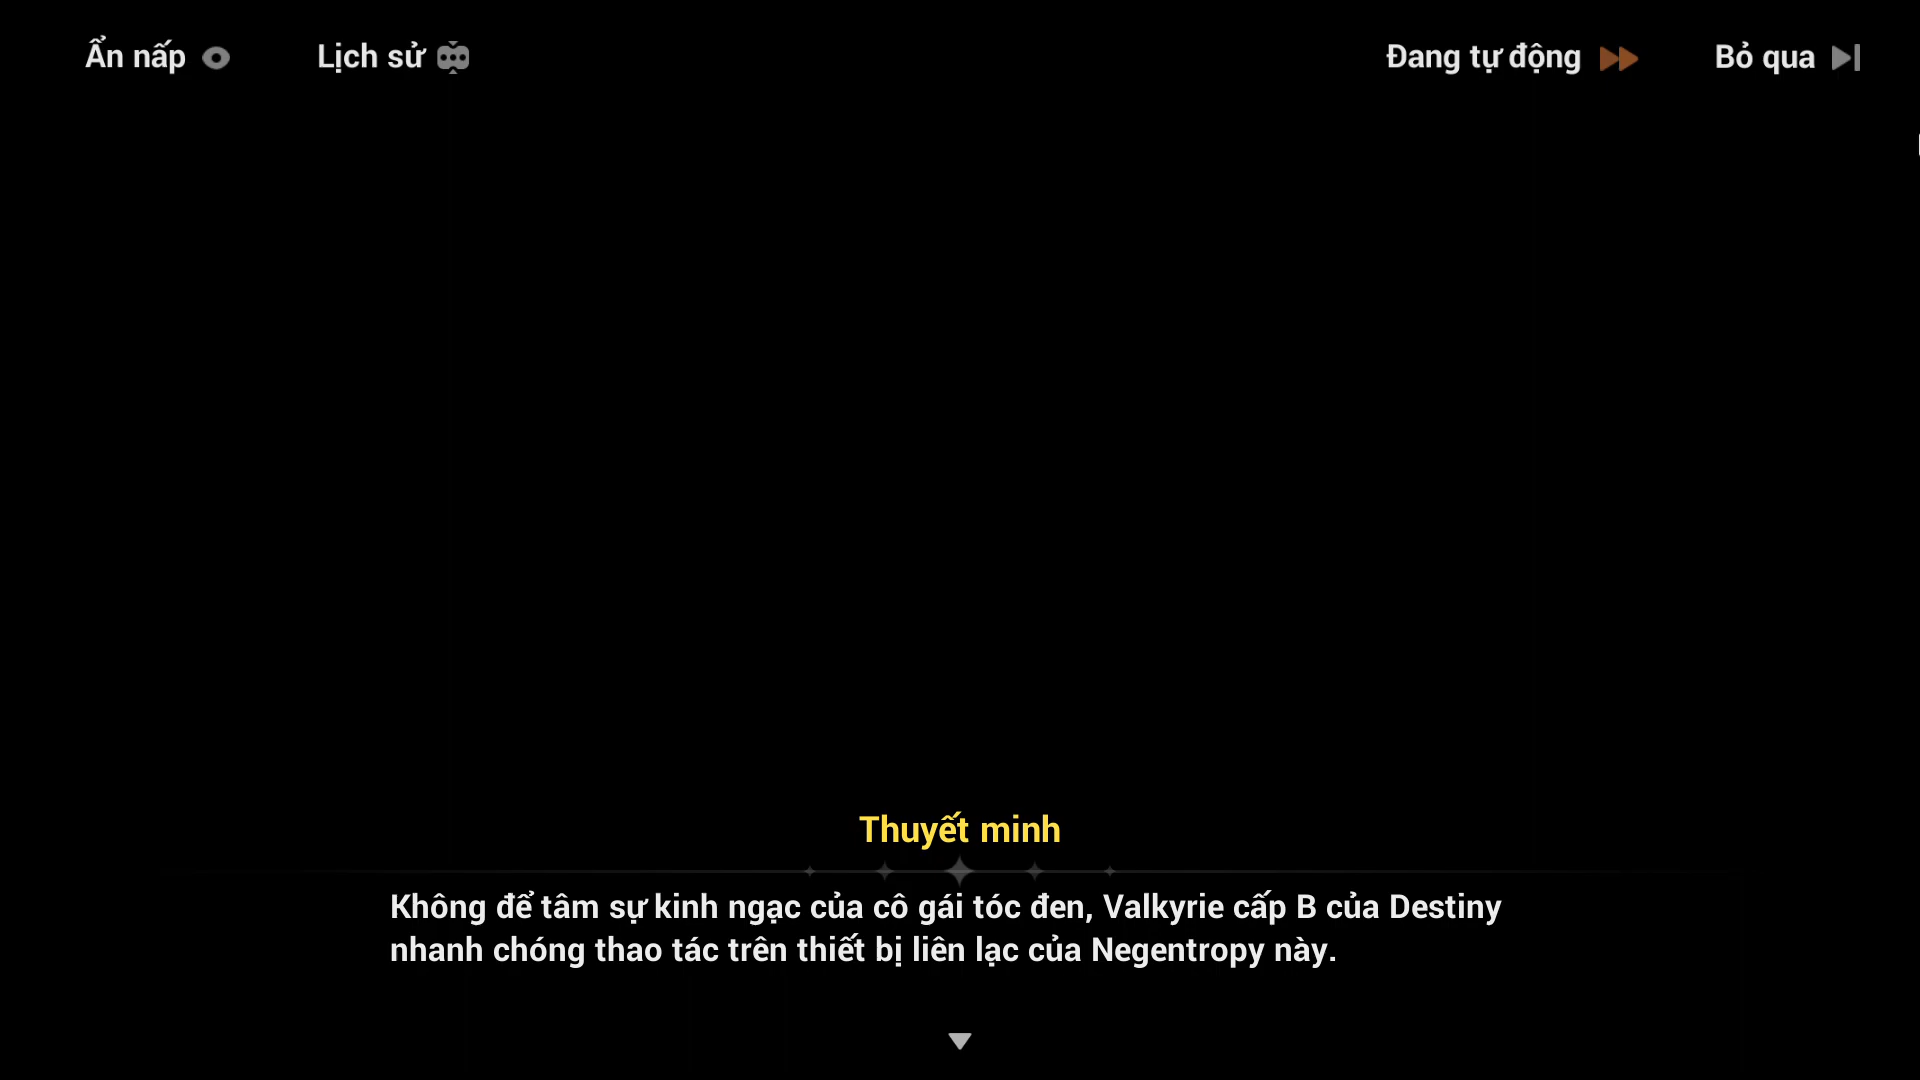 Ẩn nấp
Lịch sử
Đang tự động
Bỏ qua
Thuyết minh
Không để tâm sự kinh ngạc của cô gái tóc đen, Valkyrie cấp B của Destiny
nhanh chóng thao tác trên thiết bị liên lạc của Negentropy này.